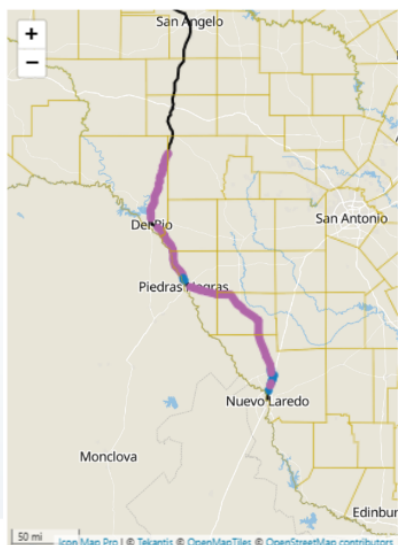 +
San Angelo
−
San Antonio
Del Rio
Piedras Negras
Nuevo Laredo
Monclova
Edinbur
50 mi
Icon Map Pro | © Tekantis © OpenMapTiles © OpenStreetMap contributors